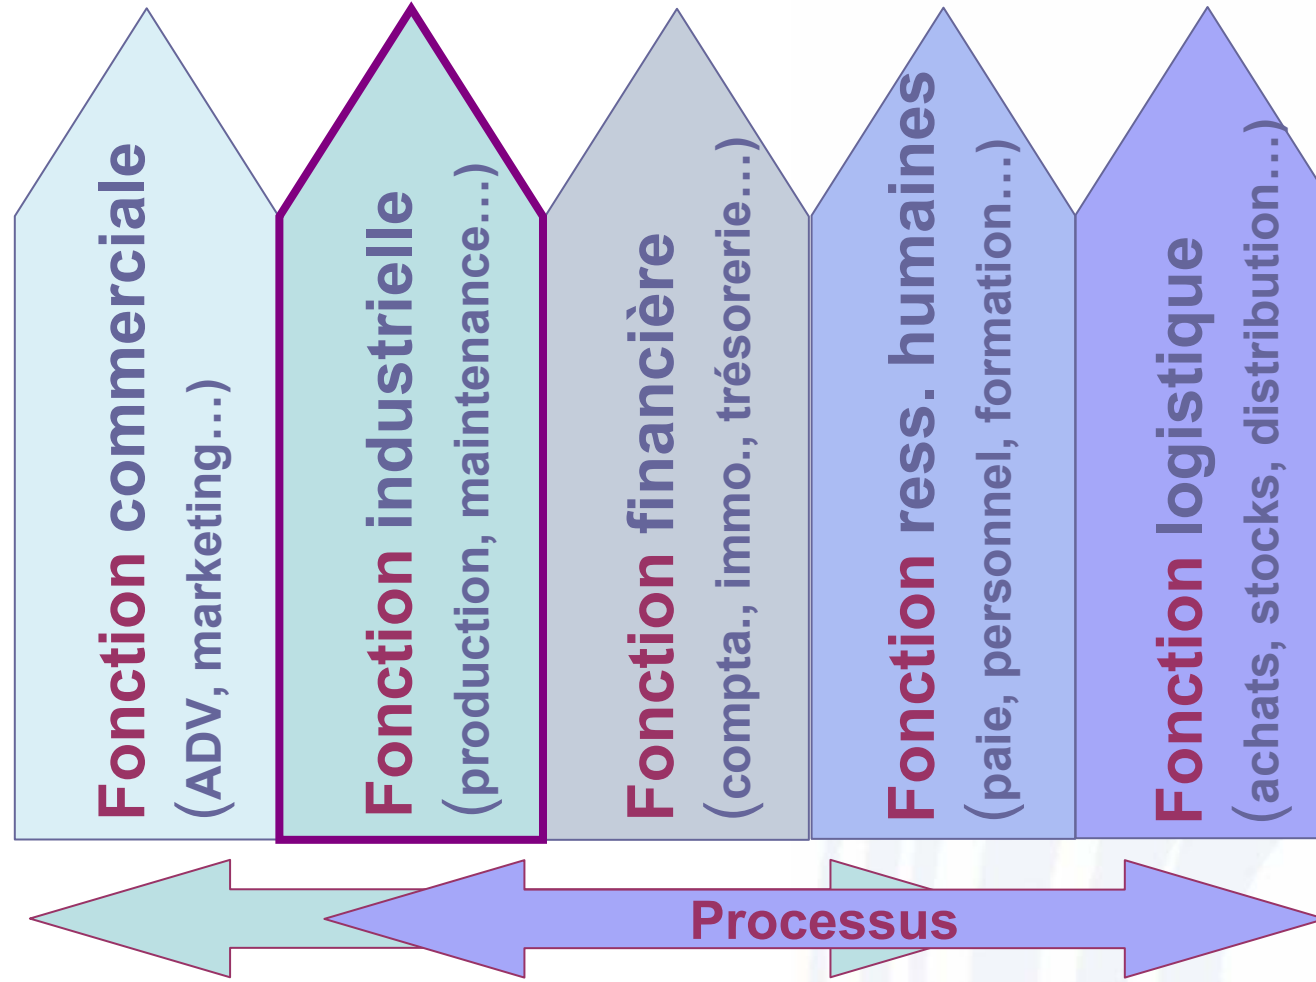 Fonction commerciale
(ADV, marketing…)
Fonction industrielle
(production, maintenance…)
Fonction financière
(compta., immo., trésorerie…)
Fonction ress. humaines
(paie, personnel, formation…)
Fonction logistique
(achats, stocks, distribution…)
Processus